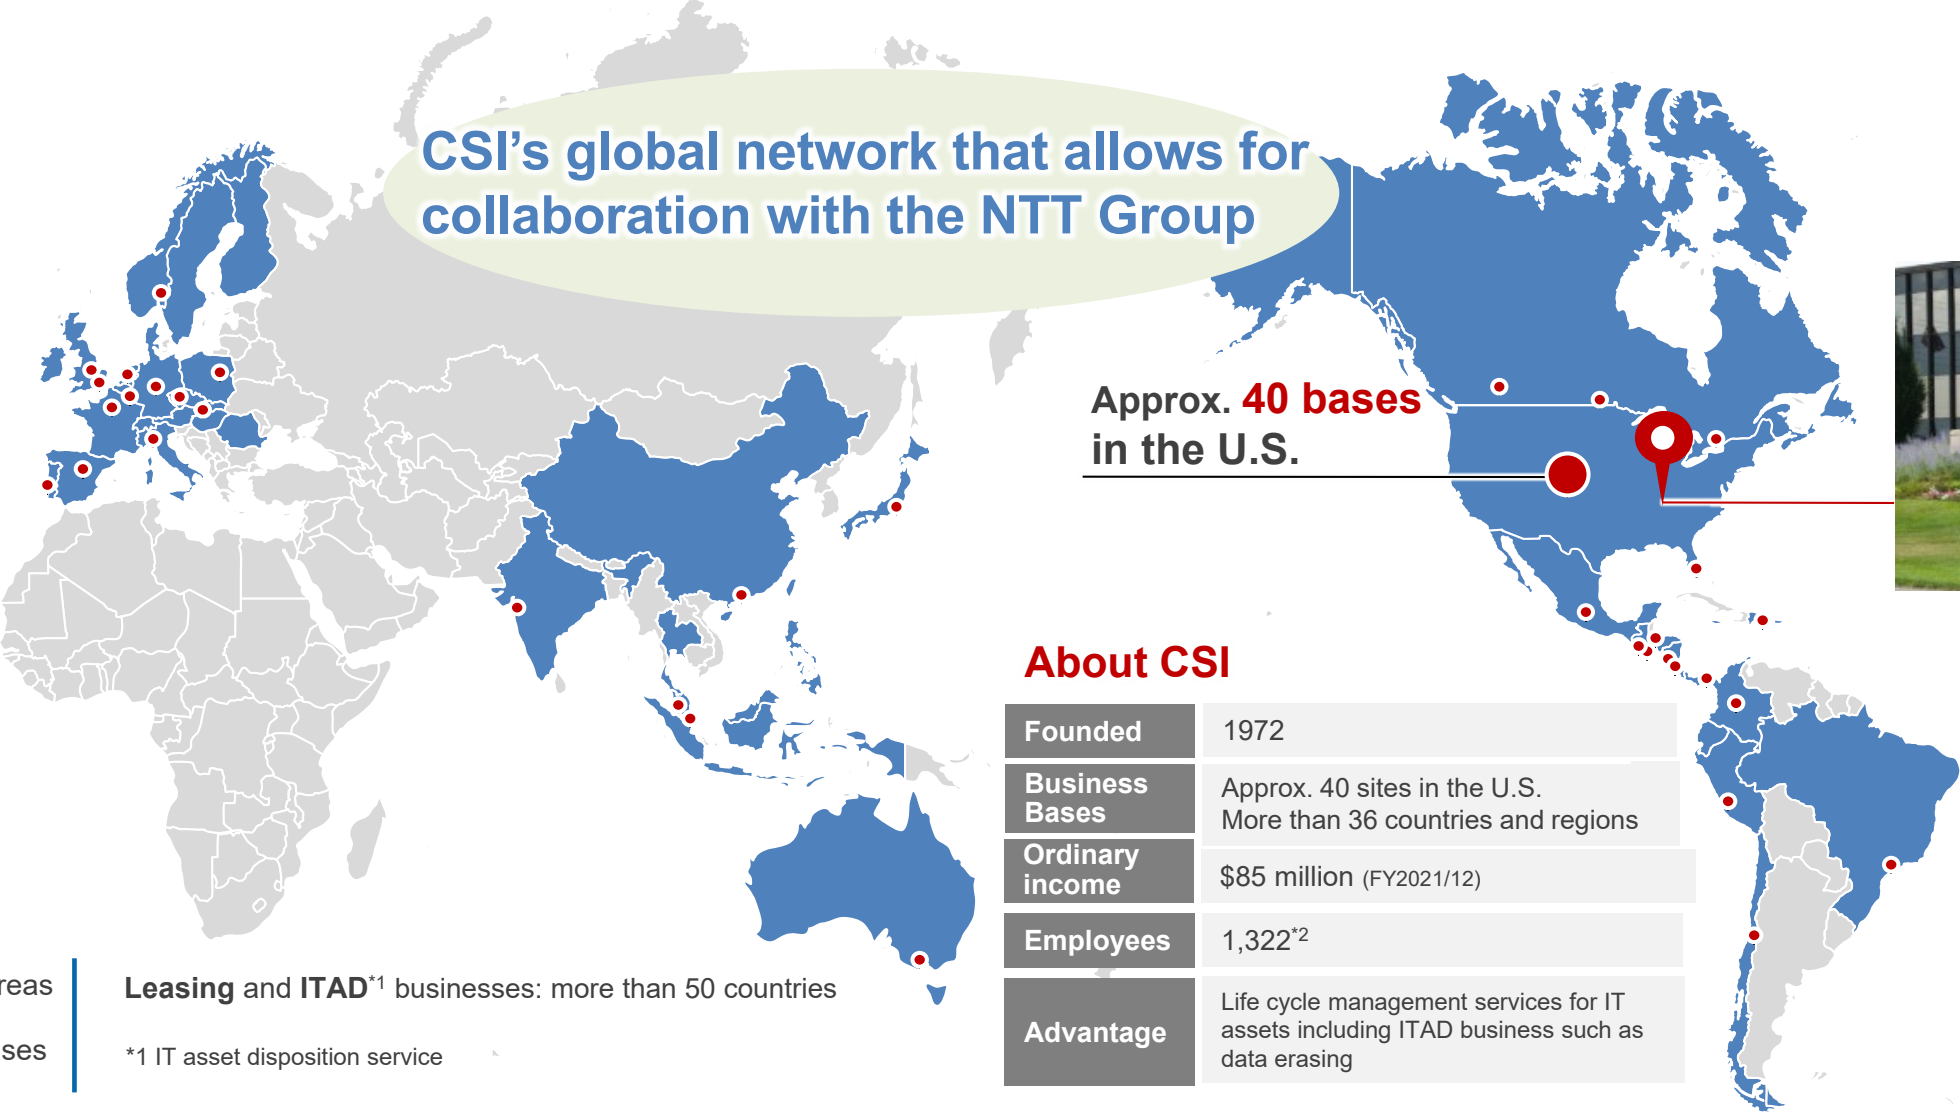 CSI's global network that allows for
collaboration with the NTT Group
Approx. 40 bases
in the U.S.
About CSI
Founded
1972
Business
Bases
Approx. 40 sites in the U.S.
More than 36 countries and regions
Ordinary
income
$85 million (FY2021/12)
Employees
1,322*2
Advantage
Life cycle management services for IT
assets including ITAD business such as
data erasing
Leasing and ITAD*1 businesses: more than 50 countries
*1 IT asset disposition service